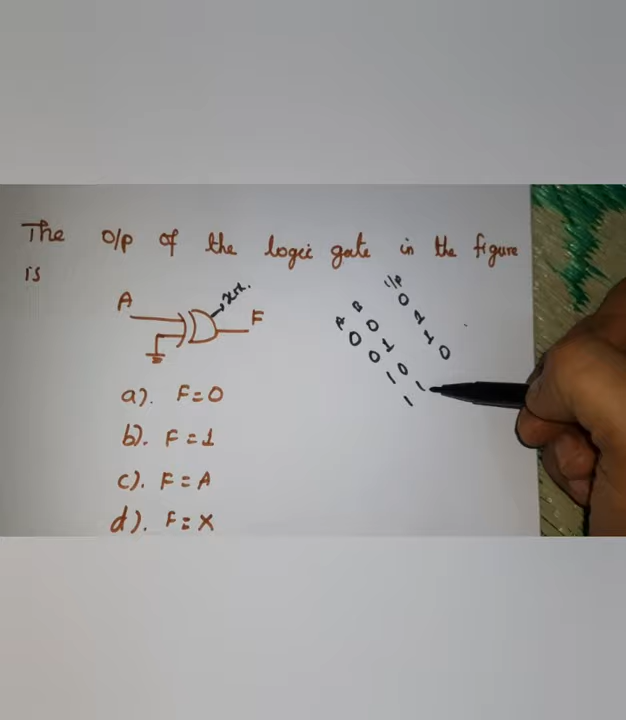 The O/P of the logic gate in the figure
is
A
XOR.
F
a). F=0
b). F=1
c). F=A
d). F=X
A B
0 0 0
0 1 1
1 0 1
1 1 0